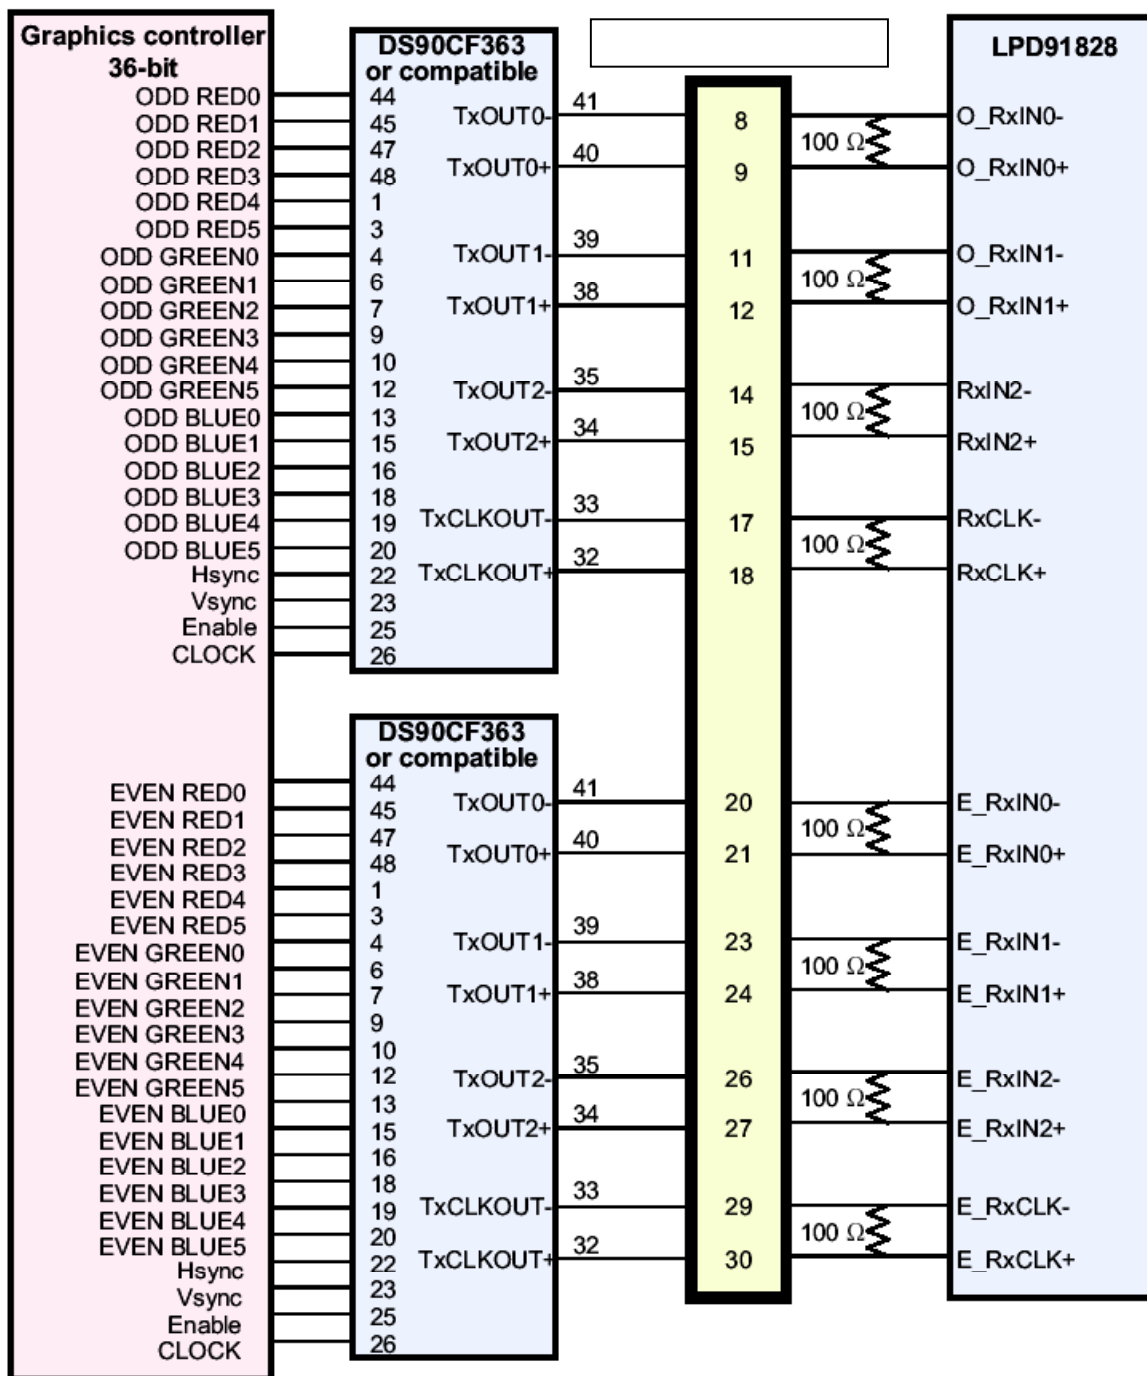 Graphics controller
36-bit
ODD RED0
ODD RED1
ODD RED2
ODD RED3
ODD RED4
ODD RED5
ODD GREEN0
ODD GREEN1
ODD GREEN2
ODD GREEN3
ODD GREEN4
ODD GREEN5
ODD BLUE0
ODD BLUE1
ODD BLUE2
ODD BLUE3
ODD BLUE4
ODD BLUE5
Hsync
Vsync
Enable
CLOCK
EVEN RED0
EVEN RED1
EVEN RED2
EVEN RED3
EVEN RED4
EVEN RED5
EVEN GREEN0
EVEN GREEN1
EVEN GREEN2
EVEN GREEN3
EVEN GREEN4
EVEN GREEN5
EVEN BLUE0
EVEN BLUE1
EVEN BLUE2
EVEN BLUE3
EVEN BLUE4
EVEN BLUE5
Hsync
Vsync
Enable
CLOCK
DS90CF363
or compatible
44
45
47
48
1
3
4
6
7
9
10
12
13
15
16
18
19
20
22
23
25
26
TxOUT0-
TxOUT0+
TxOUT1-
TxOUT1+
TxOUT2-
TxOUT2+
TxCLKOUT-
TxCLKOUT+
41
40
39
38
35
34
33
32
DS90CF363
or compatible
44
45
47
48
1
3
4
6
7
9
10
12
13
15
16
18
19
20
22
23
25
26
TxOUT0-
TxOUT0+
TxOUT1-
TxOUT1+
TxOUT2-
TxOUT2+
TxCLKOUT-
TxCLKOUT+
41
40
39
38
35
34
33
32
8
9
11
12
14
15
17
18
20
21
23
24
26
27
29
30
100 Ω
100 Ω
100 Ω
100 Ω
100 Ω
100 Ω
100 Ω
100 Ω
LPD91828
O_RxIN0-
O_RxIN0+
O_RxIN1-
O_RxIN1+
RxIN2-
RxIN2+
RxCLK-
RxCLK+
E_RxIN0-
E_RxIN0+
E_RxIN1-
E_RxIN1+
E_RxIN2-
E_RxIN2+
E_RxCLK-
E_RxCLK+